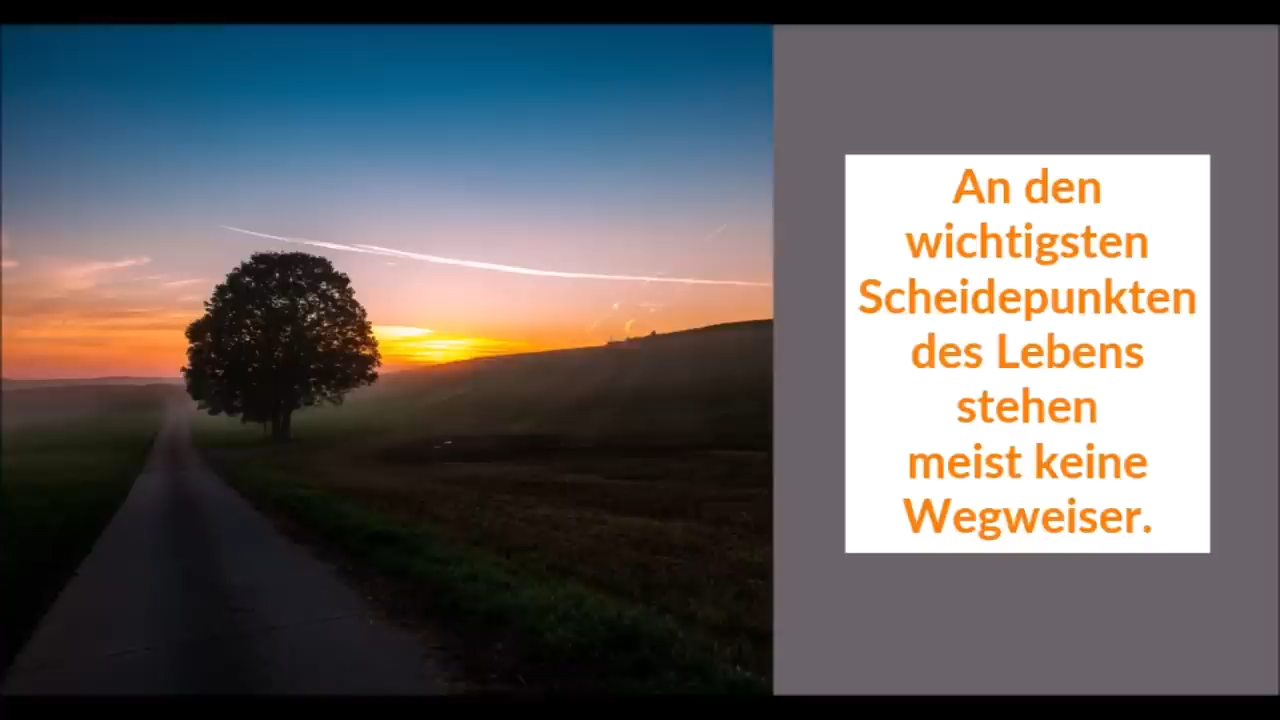 An den
wichtigsten
Scheidepunkten
des Lebens
stehen
meist keine
Wegweiser.